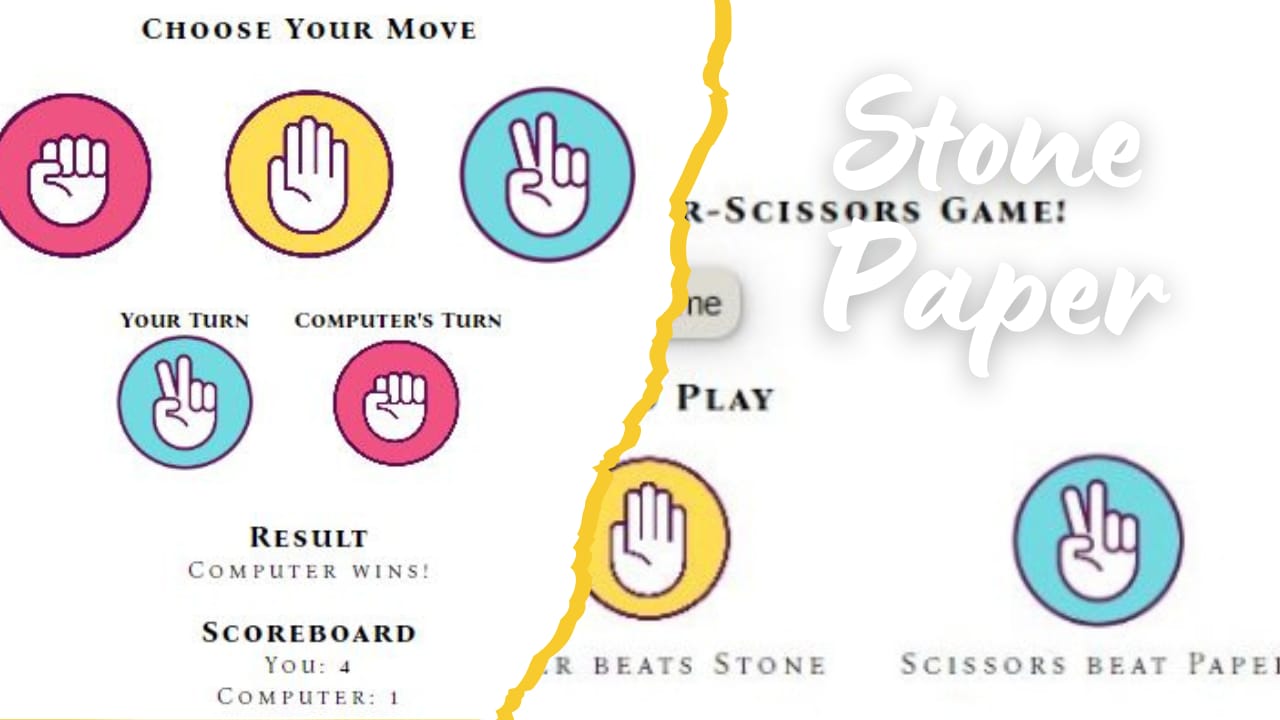 Choose Your Move
Your Turn
Computer's Turn
Result
Computer wins!
Scoreboard
You: 4
Computer: 1
Stone
r-Scissors Game!
Paper
me
Play
r beats Stone
Scissors beat Paper